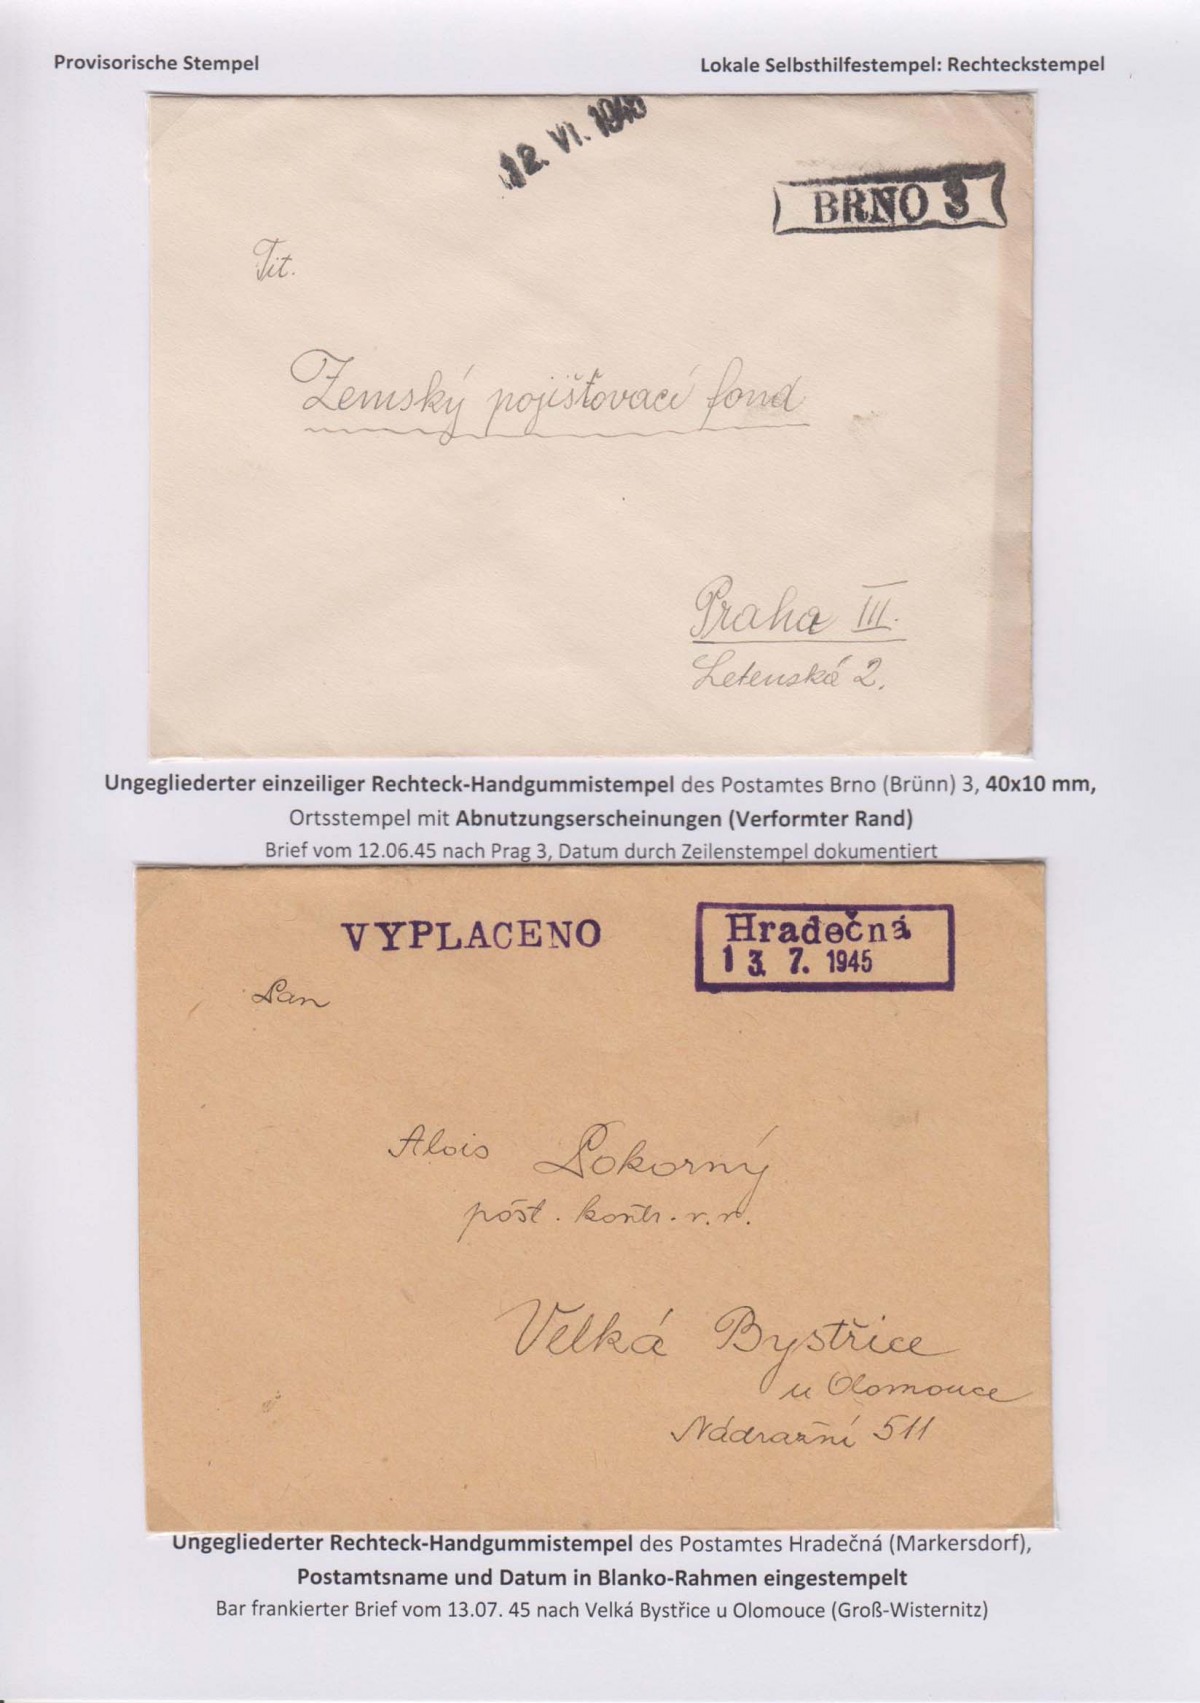 Provisorische Stempel
Lokale Selbsthilfestempel: Rechteckstempel
12. VI. 1945
BRNO 3
Tit.
Zemský pojišťovací fond
Praha III.
Letenská 2.
Ungegliederter einzeiliger Rechteck-Handgummistempel des Postamtes Brno (Brünn) 3, 40x10 mm,
Ortsstempel mit Abnutzungserscheinungen (Verformter Rand)
Brief vom 12.06.45 nach Prag 3, Datum durch Zeilenstempel dokumentiert
VYPLACENO
Hradečná
13. 7. 1945
Pan
Alois Pokorný
pošt. kontr. v.v.
Velká Bystřice
u Olomouce
Nádražní 511
Ungegliederter Rechteck-Handgummistempel des Postamtes Hradečná (Markersdorf),
Postamtsname und Datum in Blanko-Rahmen eingestempelt
Bar frankierter Brief vom 13.07. 45 nach Velká Bystřice u Olomouce (Groß-Wisternitz)